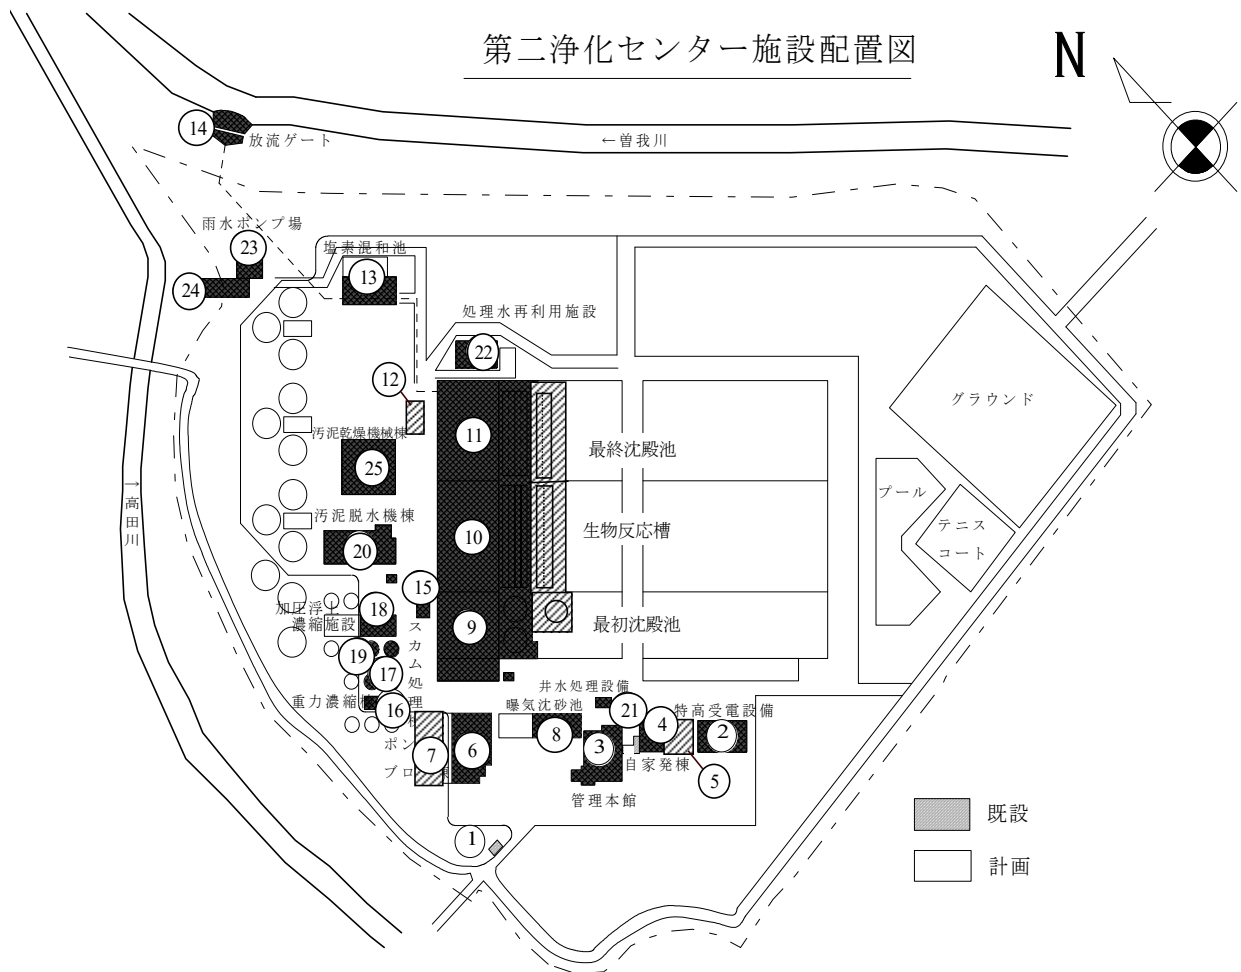 第二浄化センター施設配置図
N
14
放流ゲート
←曽我川
雨水ポンプ場
23
24
塩素混和池
13
処理水再利用施設
22
12
汚泥乾燥機械棟
25
11
最終沈殿池
グラウンド
プール
テニス
コート
→高田川
汚泥脱水機棟
20
10
生物反応槽
15
加圧浮上
濃縮施設
18
9
最初沈殿池
19
17
スカム処理
重力濃縮
16
井水処理設備
曝気沈砂池
21
特高受電設備
ポン
ブロ
7
6
8
3
4
2
自家発棟
5
管理本館
1
既設
計画